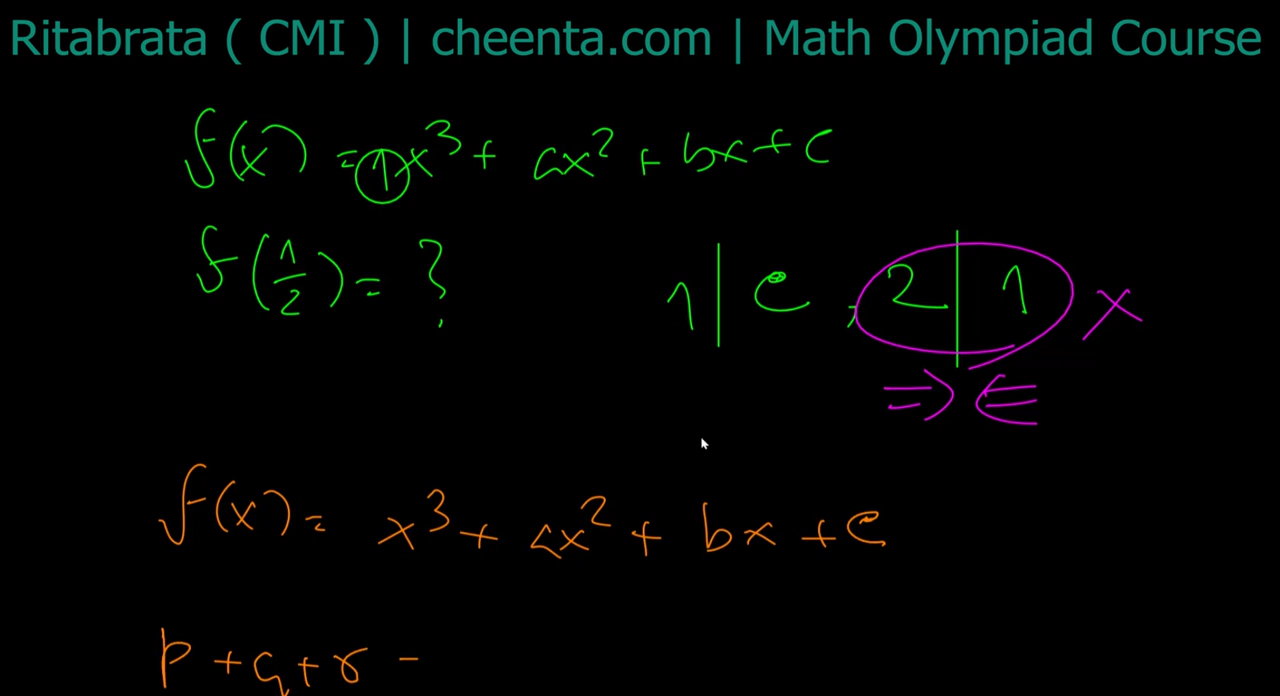 Ritabrata ( CMI ) | cheenta.com | Math Olympiad Course
f(x) = 1x³ + ax² + bx + c
f(1/2) = ?
1 | c , 2 | 1 X
⇒ ⇐
f(x) = x³ + ax² + bx + c
p + q + r =